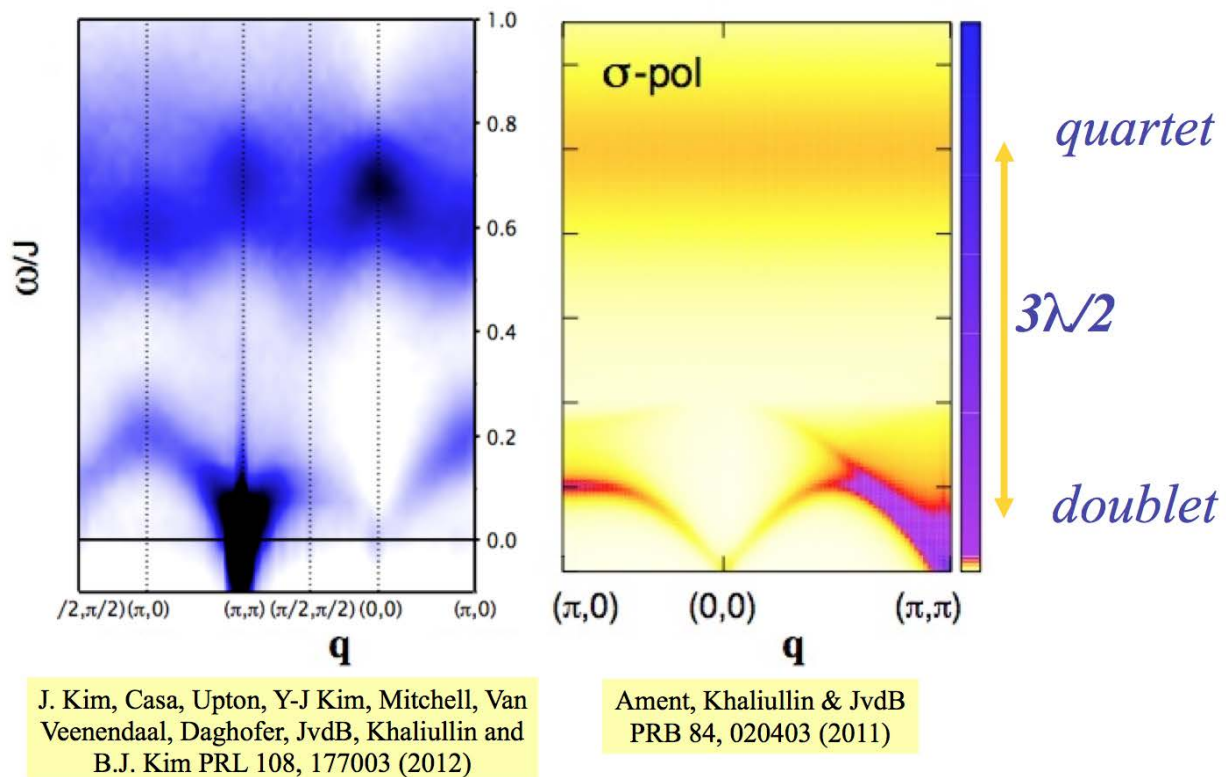 1.0
0.8
0.6
0.4
0.2
0.0
ω/J
/2,π/2) (π,0) (π,π) (π/2,π/2) (0,0) (π,0)
q
σ-pol
(π,0) (0,0) (π,π)
q
quartet
3λ/2
doublet
J. Kim, Casa, Upton, Y-J Kim, Mitchell, Van
Veenendaal, Daghofer, JvdB, Khaliullin and
B.J. Kim PRL 108, 177003 (2012)
Ament, Khaliullin & JvdB
PRB 84, 020403 (2011)